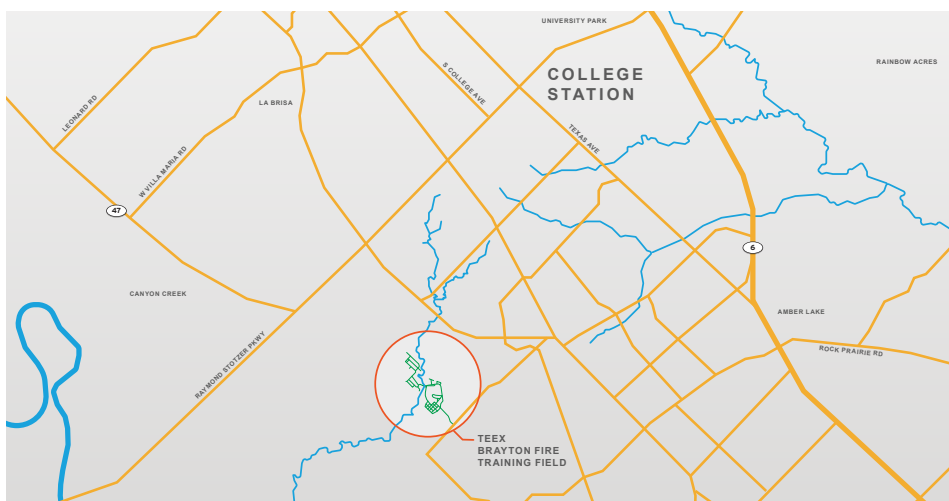 UNIVERSITY PARK
RAINBOW ACRES
S COLLEGE AVE
COLLEGE
STATION
LEONARD RD
LA BRISA
TEXAS AVE
W VILLA MARIA RD
47
6
CANYON CREEK
AMBER LAKE
RAYMOND STOTZER PKWY
ROCK PRAIRIE RD
TEEX
BRAYTON FIRE
TRAINING FIELD